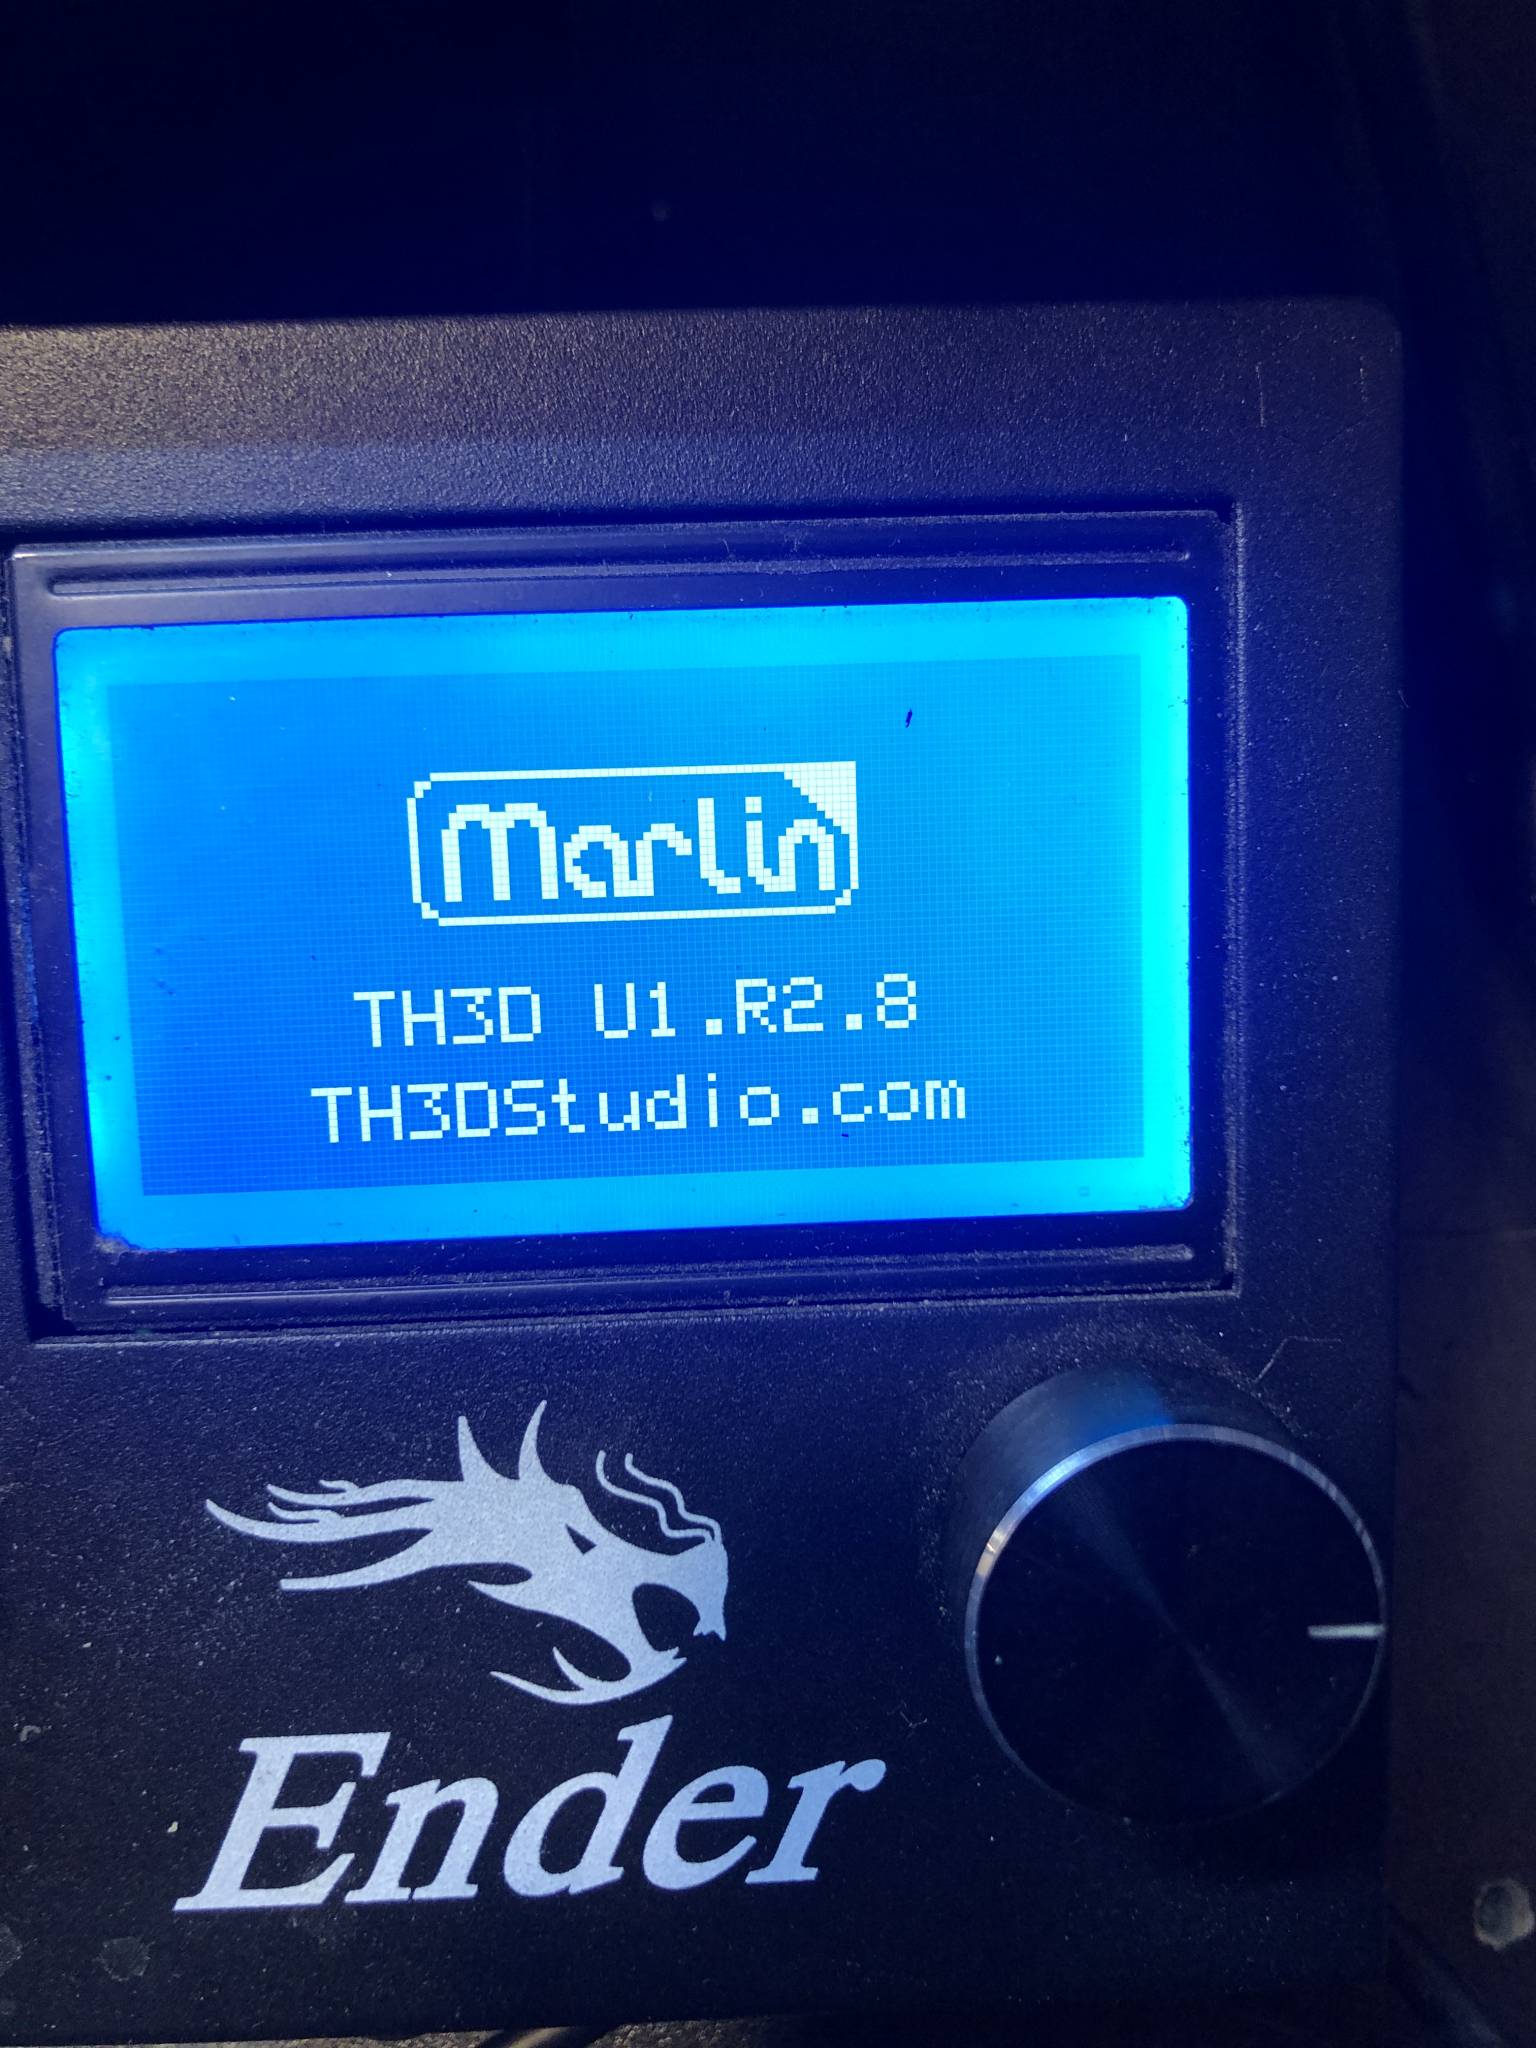 Marlin
TH3D U1.R2.8
TH3DStudio.com
Ender